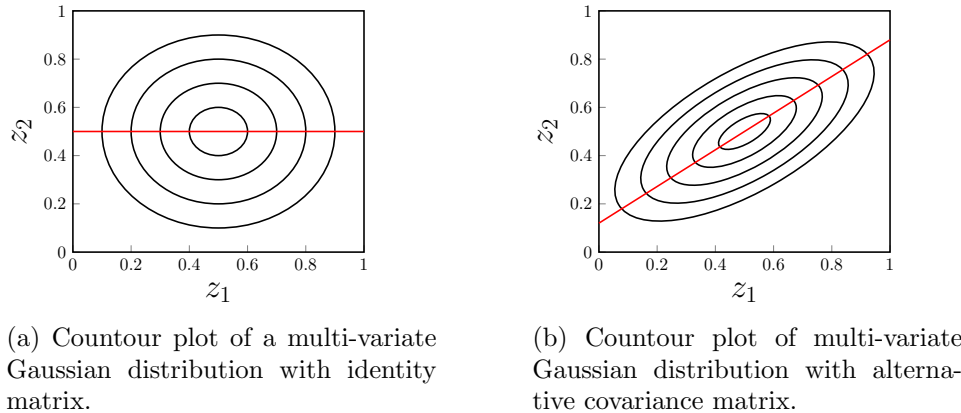 1
0.8
0.6
0.4
0.2
0
z2
0 0.2 0.4 0.6 0.8 1
z1
(a) Countour plot of a multi-variate
Gaussian distribution with identity
matrix.
1
0.8
0.6
0.4
0.2
0
z2
0 0.2 0.4 0.6 0.8 1
z1
(b) Countour plot of multi-variate
Gaussian distribution with alterna-
tive covariance matrix.